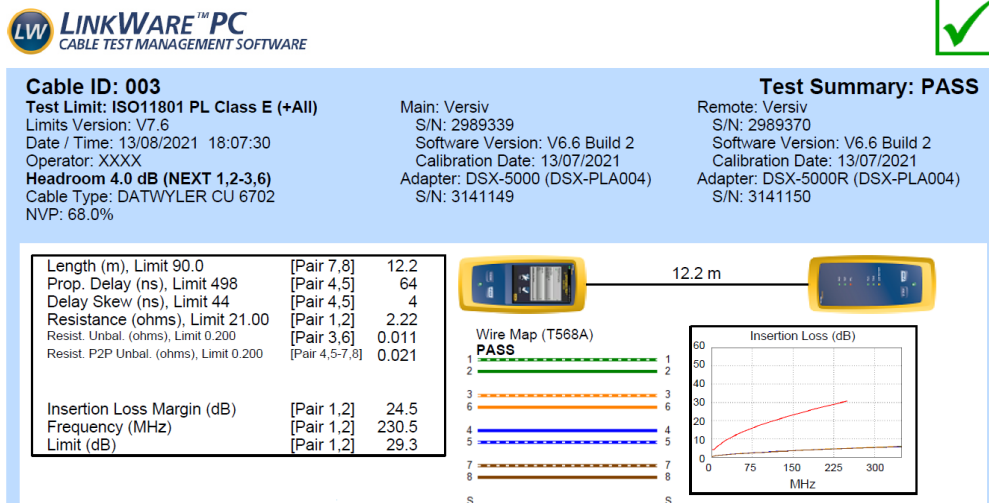 LW LINKWARE™PC
CABLE TEST MANAGEMENT SOFTWARE
Cable ID: 003
Test Summary: PASS
Test Limit: ISO11801 PL Class E (+All)
Limits Version: V7.6
Date / Time: 13/08/2021 18:07:30
Operator: XXXX
Headroom 4.0 dB (NEXT 1,2-3,6)
Cable Type: DATWYLER CU 6702
NVP: 68.0%
Main: Versiv
S/N: 2989339
Software Version: V6.6 Build 2
Calibration Date: 13/07/2021
Adapter: DSX-5000 (DSX-PLA004)
S/N: 3141149
Remote: Versiv
S/N: 2989370
Software Version: V6.6 Build 2
Calibration Date: 13/07/2021
Adapter: DSX-5000R (DSX-PLA004)
S/N: 3141150
Length (m), Limit 90.0 [Pair 7,8] 12.2
Prop. Delay (ns), Limit 498 [Pair 4,5] 64
Delay Skew (ns), Limit 44 [Pair 4,5] 4
Resistance (ohms), Limit 21.00 [Pair 1,2] 2.22
Resist. Unbal. (ohms), Limit 0.200 [Pair 3,6] 0.011
Resist. P2P Unbal. (ohms), Limit 0.200 [Pair 4,5-7,8] 0.021
Insertion Loss Margin (dB) [Pair 1,2] 24.5
Frequency (MHz) [Pair 1,2] 230.5
Limit (dB) [Pair 1,2] 29.3
12.2 m
Wire Map (T568A)
PASS
1 1
2 2
3 3
6 6
4 4
5 5
7 7
8 8
S S
Insertion Loss (dB)
60
50
40
30
20
10
0
0 75 150 225 300
MHz